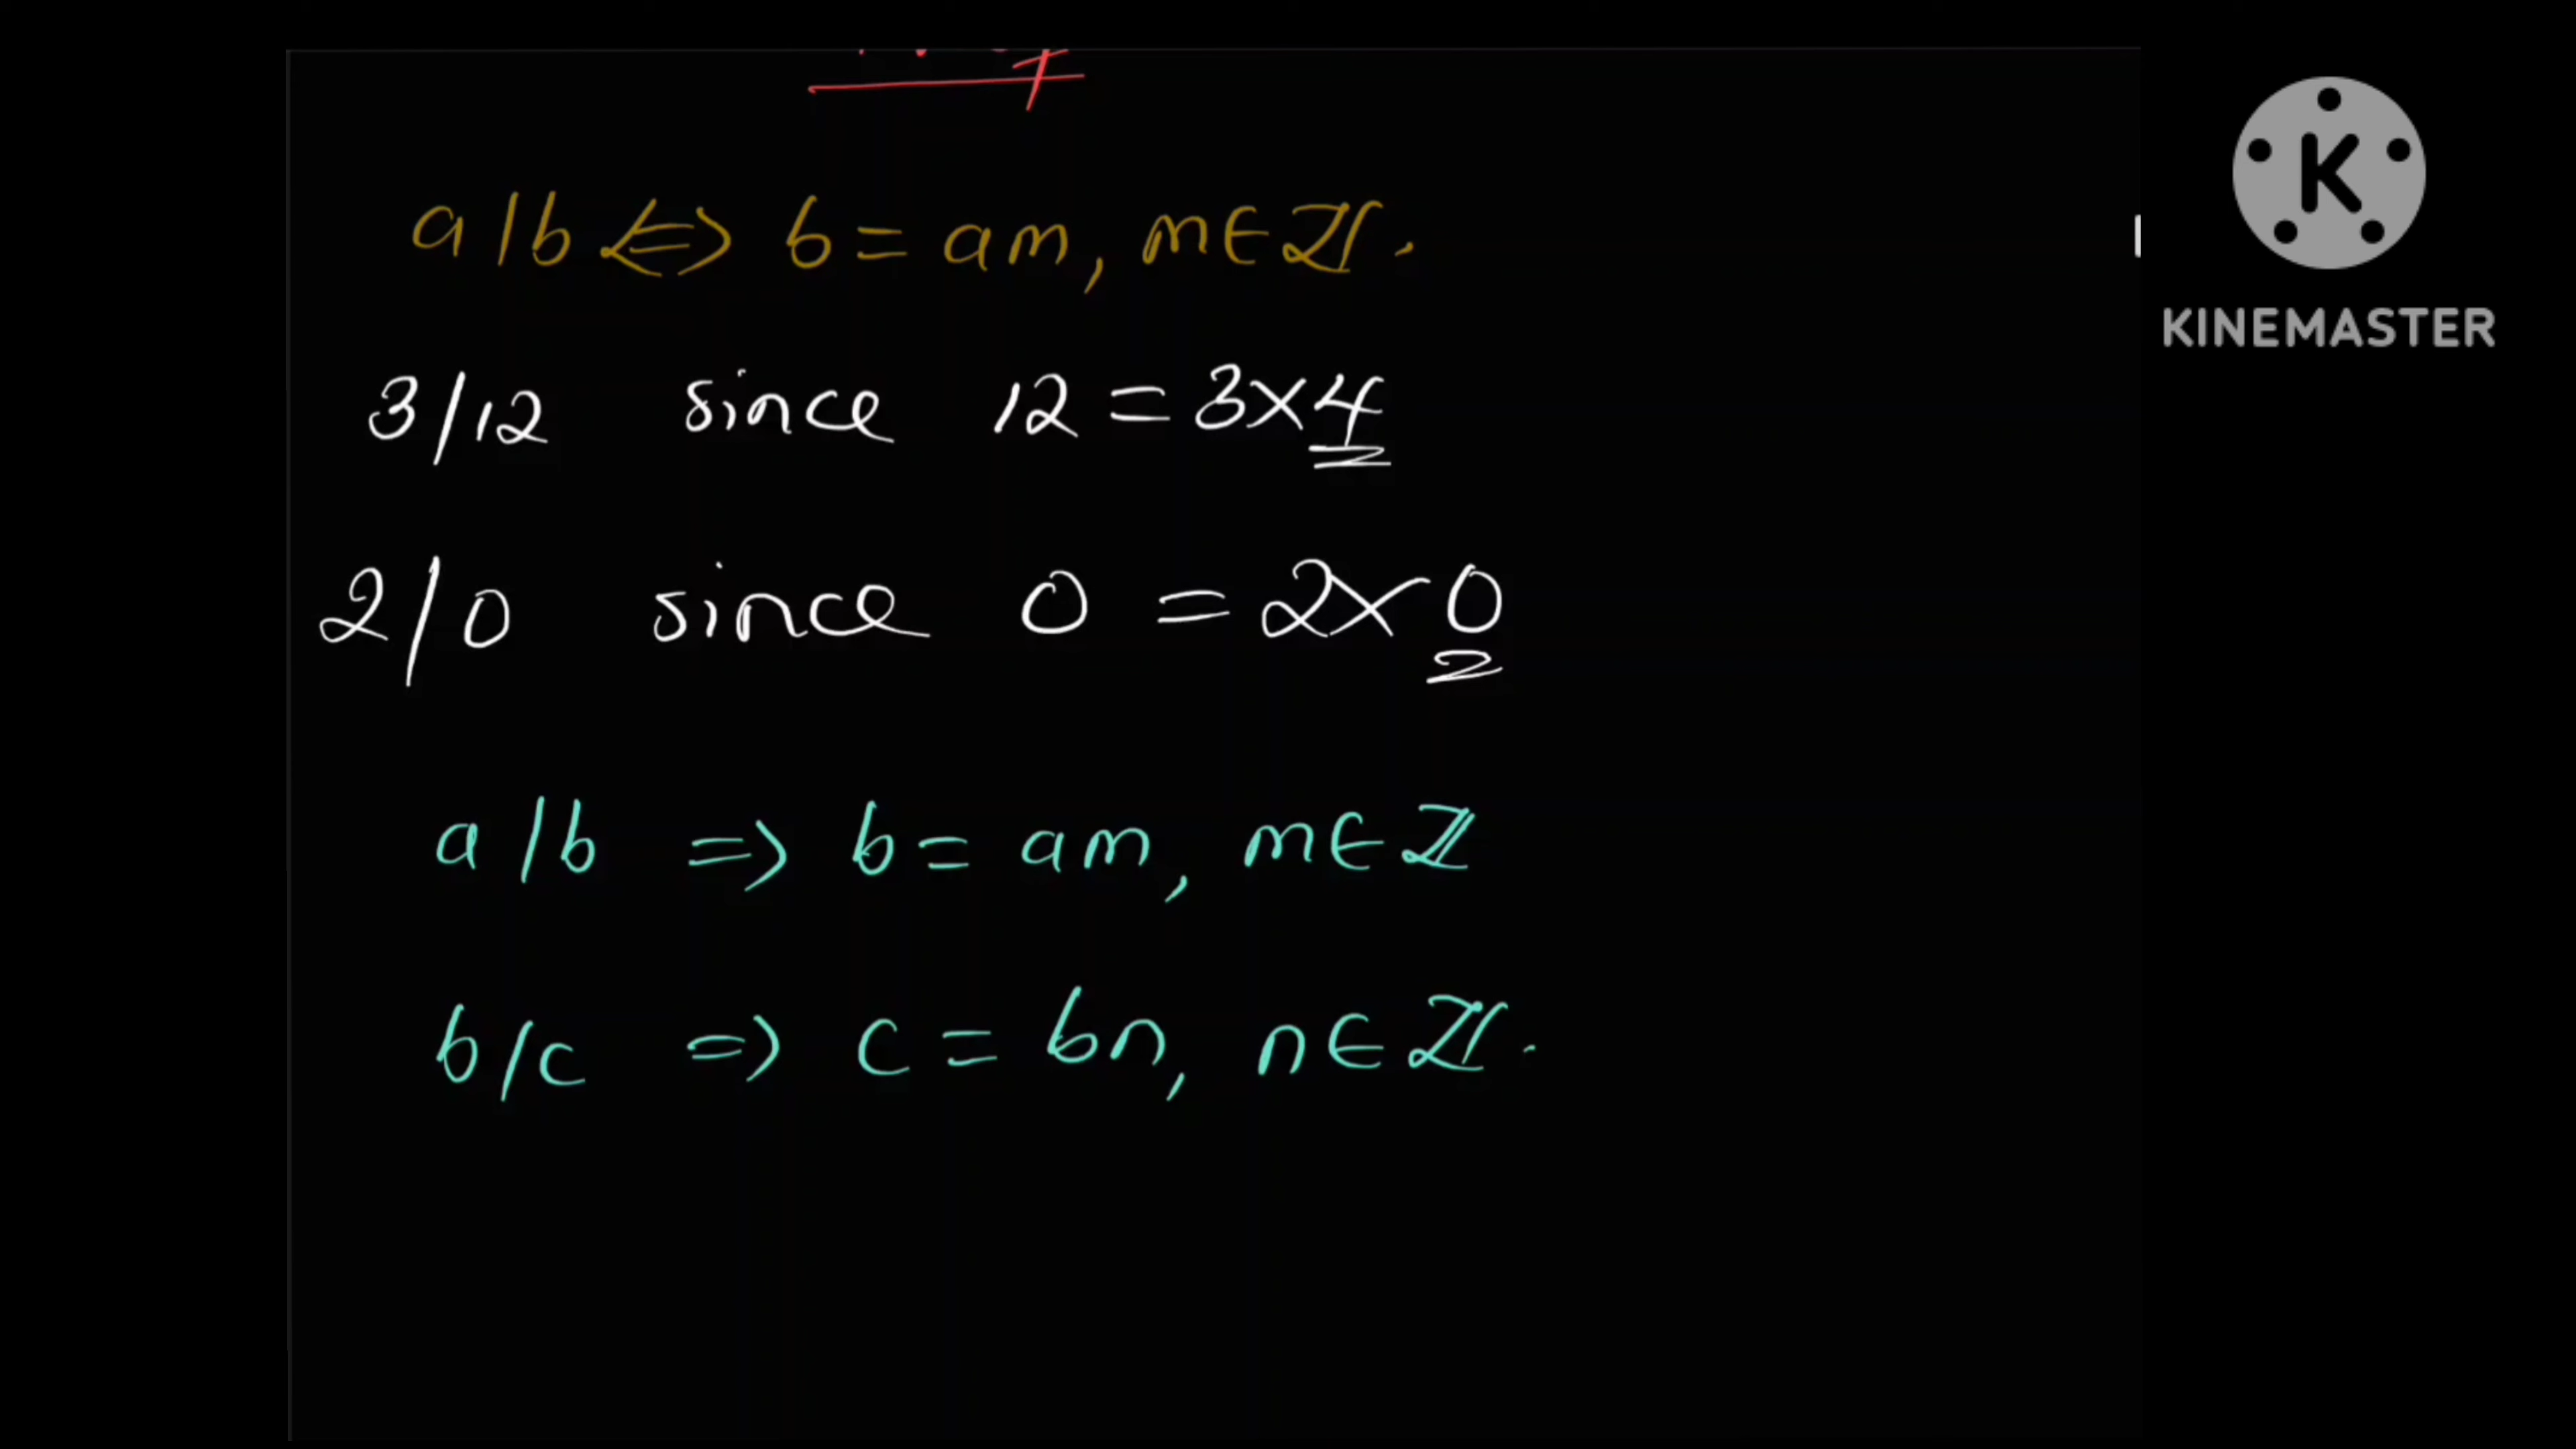 a/b <=> b = am, m∈ℤ.
K
KINEMASTER
3/12 since 12 = 3×4
2/0 since 0 = 2×0
a/b => b = am, m∈ℤ
b/c => c = bn, n∈ℤ.